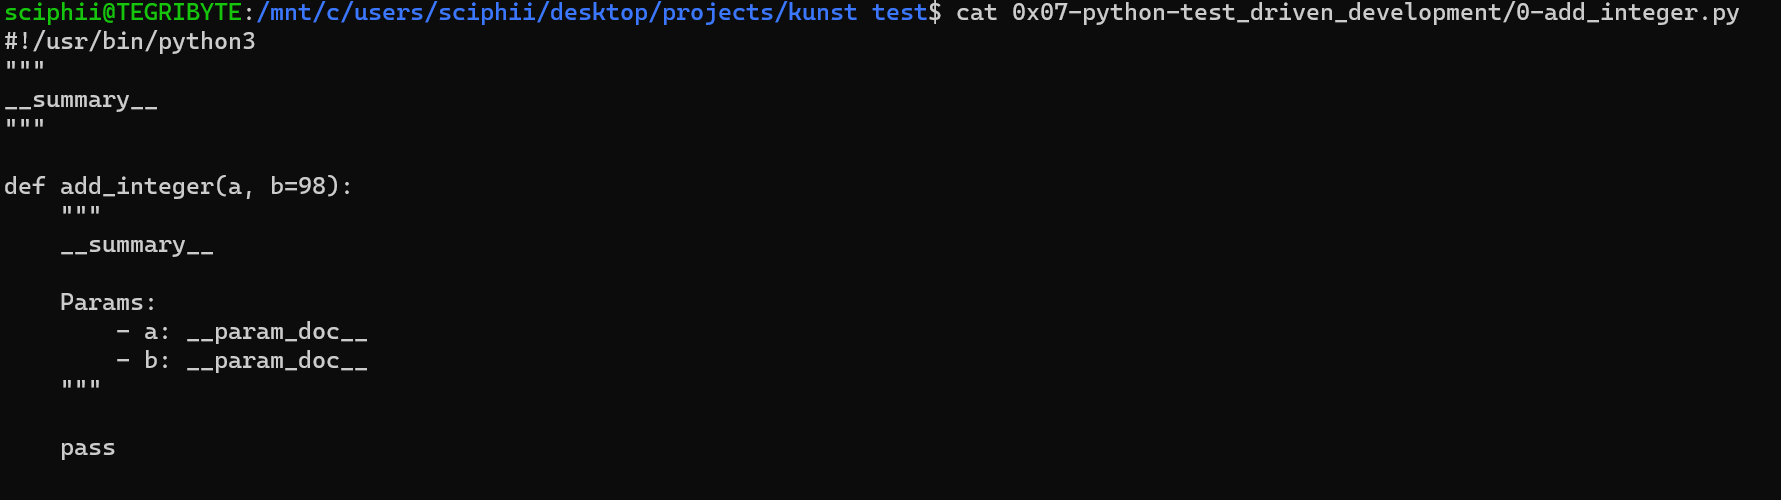 sciphii@TEGRIBYTE:/mnt/c/users/sciphii/desktop/projects/kunst test$ cat 0x07-python-test_driven_development/0-add_integer.py
#!/usr/bin/python3
"""
__summary__
"""

def add_integer(a, b=98):
    """
    __summary__

    Params:
        - a: __param_doc__
        - b: __param_doc__
    """

    pass